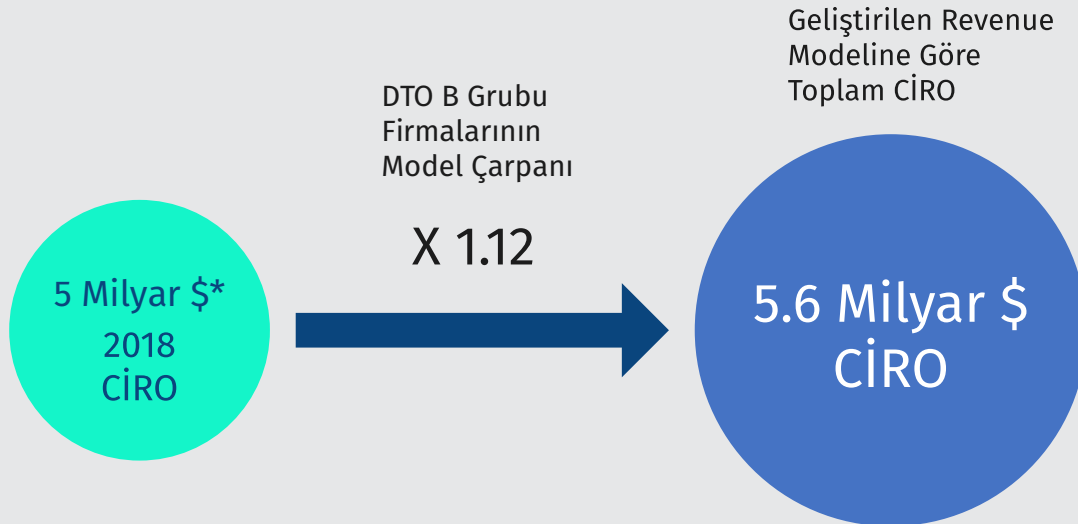 5 Milyar $*
2018
CİRO
DTO B Grubu
Firmalarının
Model Çarpanı
X 1.12
Geliştirilen Revenue
Modeline Göre
Toplam CİRO
5.6 Milyar $
CİRO